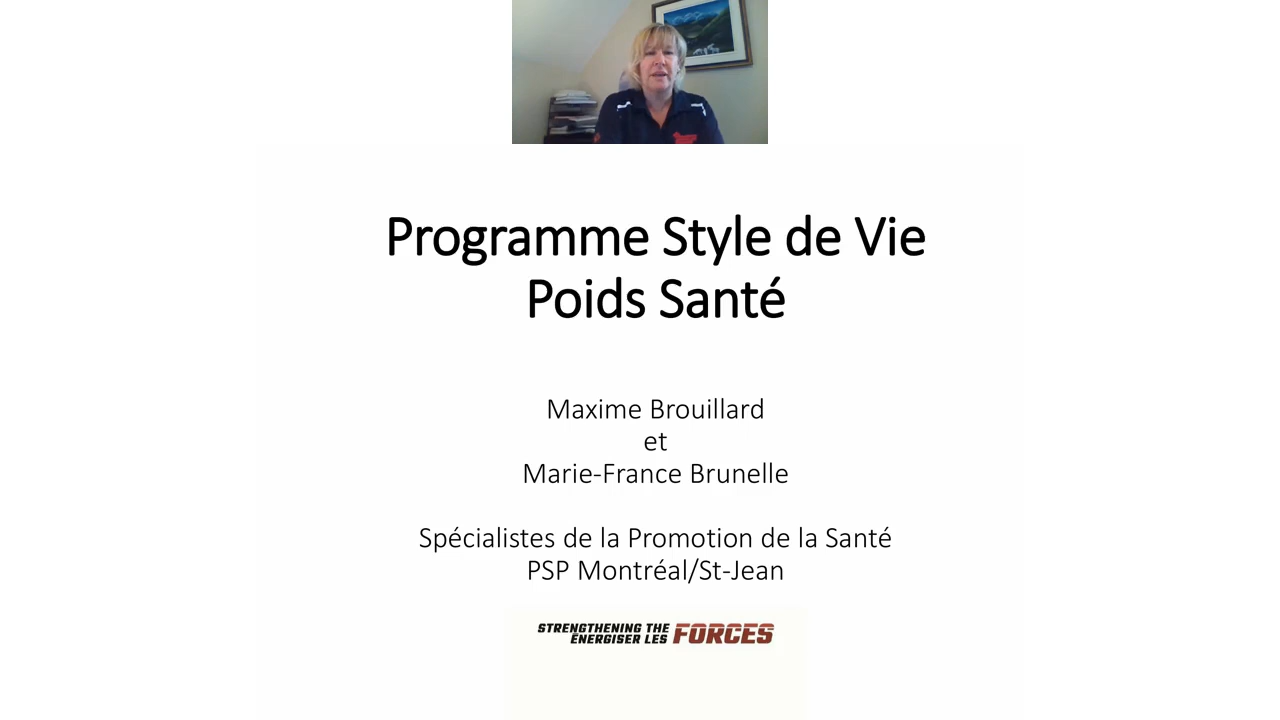 Programme Style de Vie
Poids Santé
Maxime Brouillard
et
Marie-France Brunelle
Spécialistes de la Promotion de la Santé
PSP Montréal/St-Jean
STRENGTHENING THE
ÉNERGISER LES FORCES